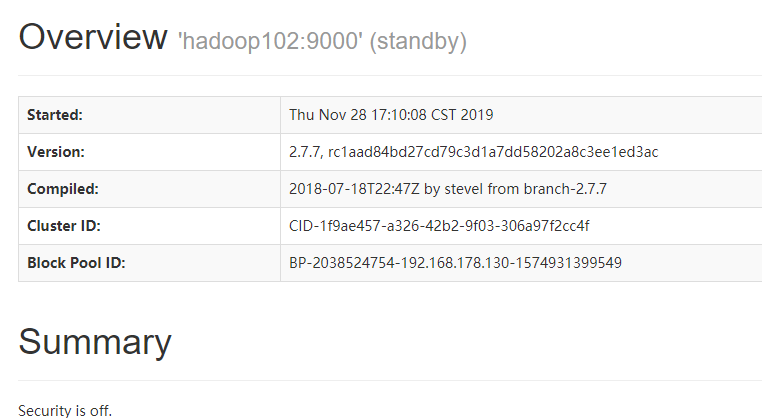 Overview 'hadoop102:9000' (standby)
Started: Thu Nov 28 17:10:08 CST 2019
Version: 2.7.7, rc1aad84bd27cd79c3d1a7dd58202a8c3ee1ed3ac
Compiled: 2018-07-18T22:47Z by stevel from branch-2.7.7
Cluster ID: CID-1f9ae457-a326-42b2-9f03-306a97f2cc4f
Block Pool ID: BP-2038524754-192.168.178.130-1574931399549
Summary
Security is off.